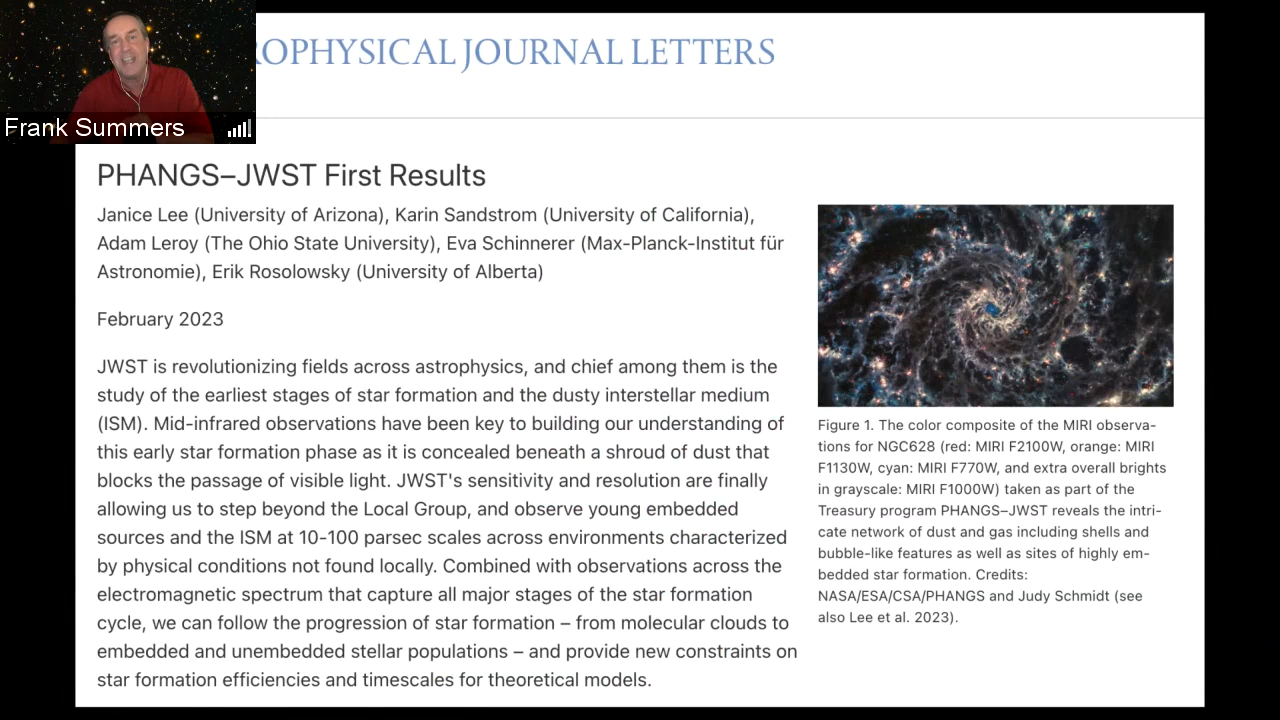 ROPHYSICAL JOURNAL LETTERS
Frank Summers
PHANGS–JWST First Results
Janice Lee (University of Arizona), Karin Sandstrom (University of California),
Adam Leroy (The Ohio State University), Eva Schinnerer (Max-Planck-Institut für
Astronomie), Erik Rosolowsky (University of Alberta)
February 2023
JWST is revolutionizing fields across astrophysics, and chief among them is the
study of the earliest stages of star formation and the dusty interstellar medium
(ISM). Mid-infrared observations have been key to building our understanding of
this early star formation phase as it is concealed beneath a shroud of dust that
blocks the passage of visible light. JWST's sensitivity and resolution are finally
allowing us to step beyond the Local Group, and observe young embedded
sources and the ISM at 10-100 parsec scales across environments characterized
by physical conditions not found locally. Combined with observations across the
electromagnetic spectrum that capture all major stages of the star formation
cycle, we can follow the progression of star formation – from molecular clouds to
embedded and unembedded stellar populations – and provide new constraints on
star formation efficiencies and timescales for theoretical models.
Figure 1. The color composite of the MIRI observa-
tions for NGC628 (red: MIRI F2100W, orange: MIRI
F1130W, cyan: MIRI F770W, and extra overall brights
in grayscale: MIRI F1000W) taken as part of the
Treasury program PHANGS–JWST reveals the intri-
cate network of dust and gas including shells and
bubble-like features as well as sites of highly em-
bedded star formation. Credits:
NASA/ESA/CSA/PHANGS and Judy Schmidt (see
also Lee et al. 2023).